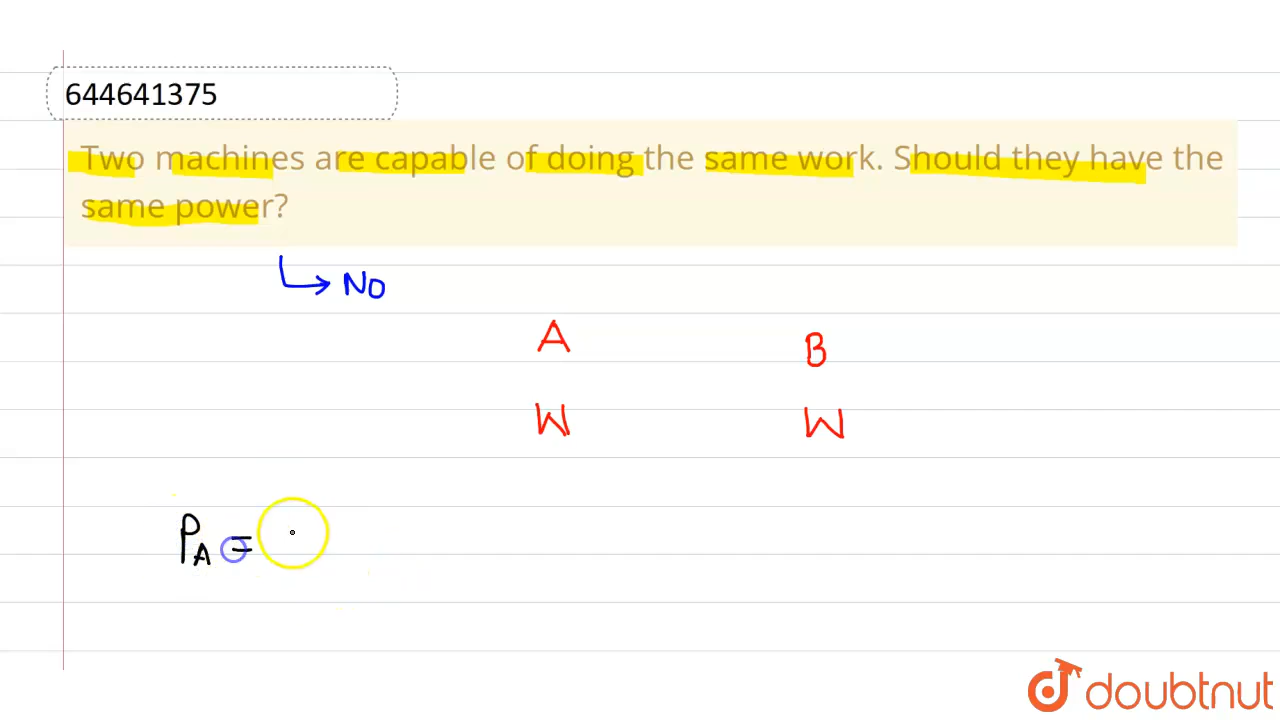 644641375
Two machines are capable of doing the same work. Should they have the
same power?
No
A B
W W
PA =
doubtnut